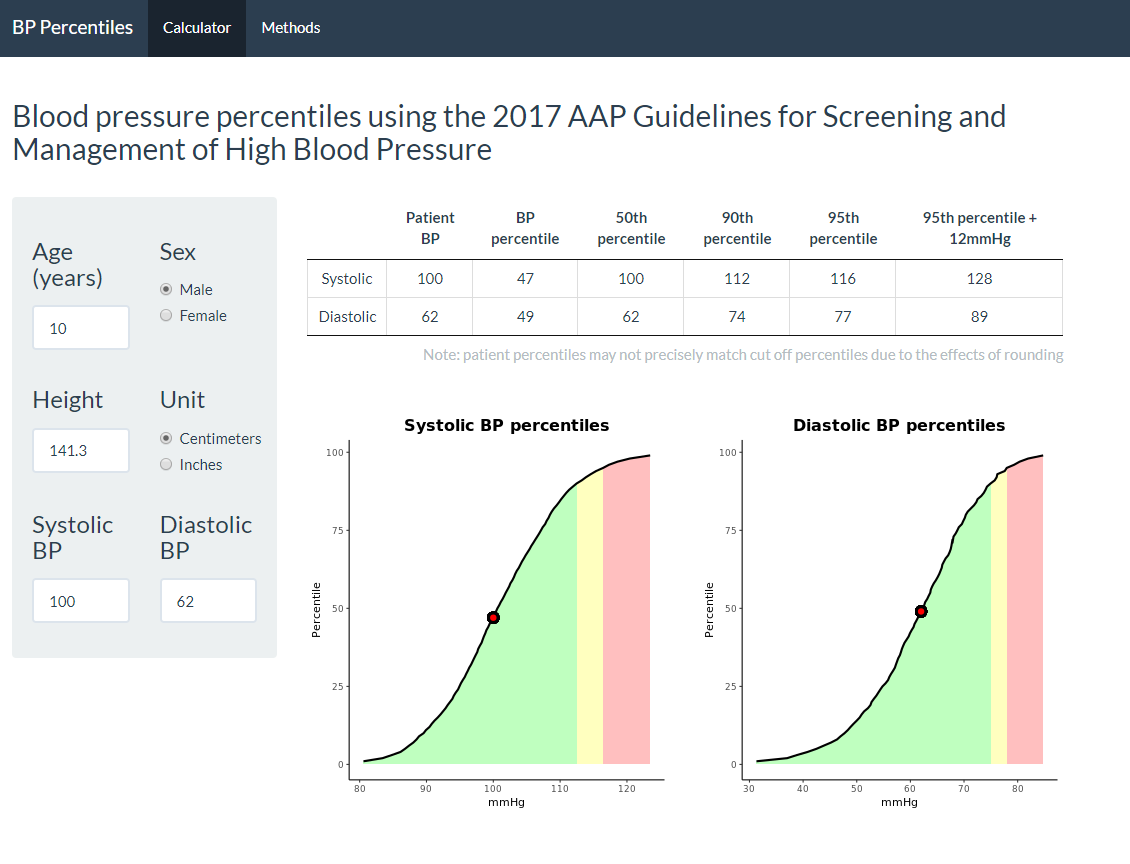 BP Percentiles Calculator Methods
Blood pressure percentiles using the 2017 AAP Guidelines for Screening and
Management of High Blood Pressure
Age
(years)
10
Sex
Male
Female
Height
141.3
Unit
Centimeters
Inches
Systolic
BP
100
Diastolic
BP
62
Patient BP 50th 90th 95th 95th percentile +
BP percentile percentile percentile percentile 12mmHg
Systolic 100 47 100 112 116 128
Diastolic 62 49 62 74 77 89
Note: patient percentiles may not precisely match cut off percentiles due to the effects of rounding
Systolic BP percentiles
Percentile
100
75
50
25
0
80 90 100 110 120
mmHg
Diastolic BP percentiles
Percentile
100
75
50
25
0
30 40 50 60 70 80
mmHg